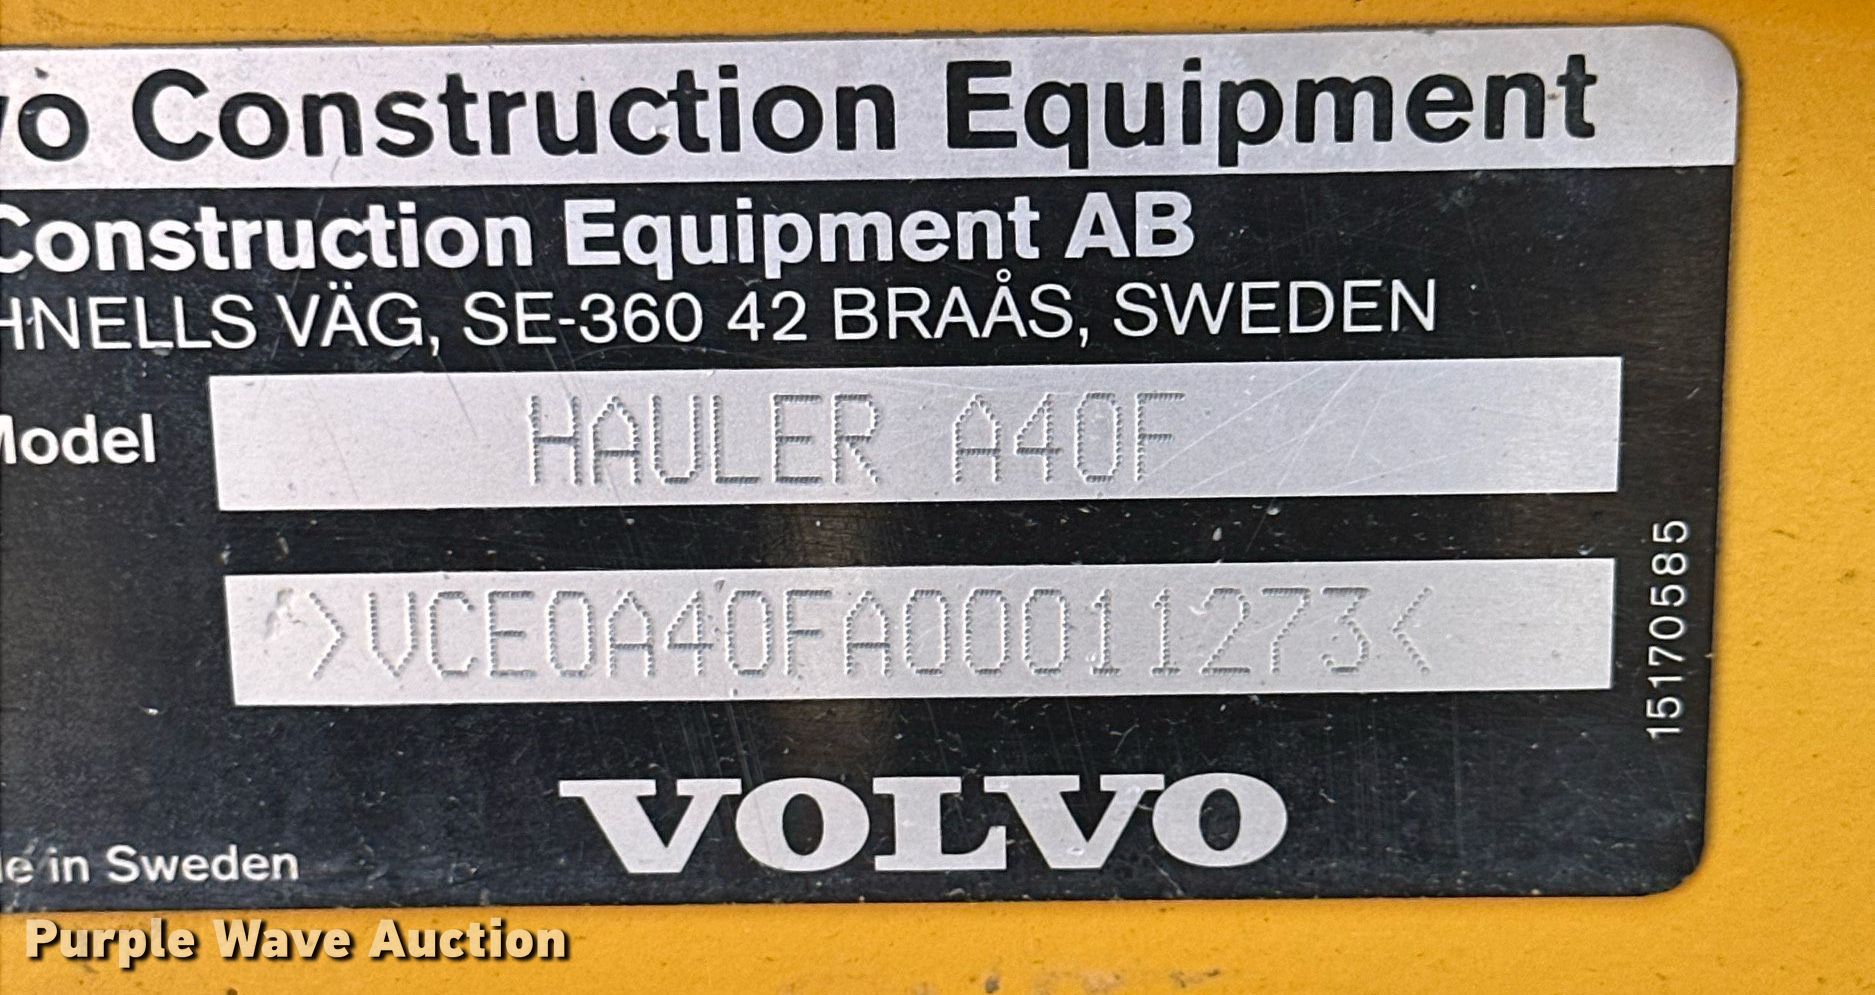 vo Construction Equipment
Construction Equipment AB
HNELLS VÄG, SE-360 42 BRAÅS, SWEDEN
Model
HAULER A40F
>VCE0A40FA00011273<
15170585
VOLVO
de in Sweden
Purple Wave Auction